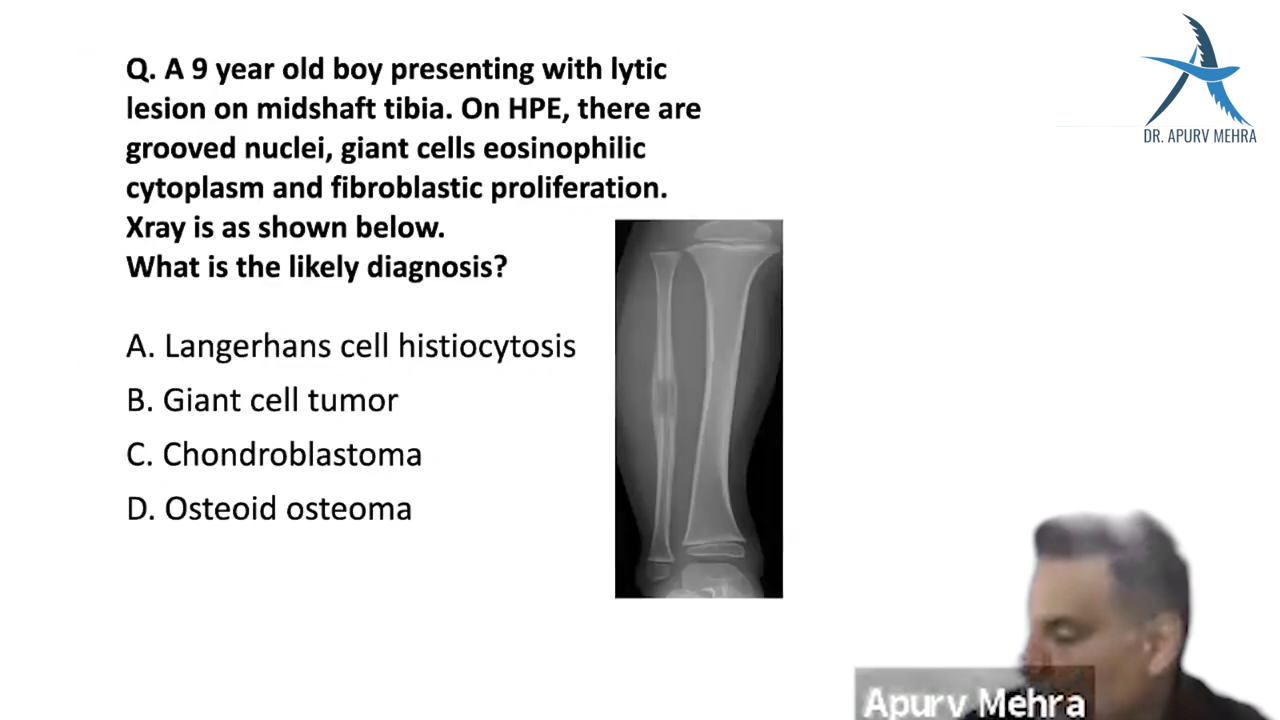 Q. A 9 year old boy presenting with lytic
lesion on midshaft tibia. On HPE, there are
grooved nuclei, giant cells eosinophilic
cytoplasm and fibroblastic proliferation.
Xray is as shown below.
What is the likely diagnosis?
A. Langerhans cell histiocytosis
B. Giant cell tumor
C. Chondroblastoma
D. Osteoid osteoma
DR. APURV MEHRA
Apurv Mehra